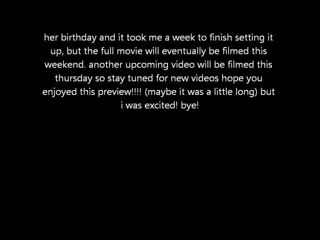 her birthday and it took me a week to finish setting it
up, but the full movie will eventually be filmed this
weekend. another upcoming video will be filmed this
thursday so stay tuned for new videos hope you
enjoyed this preview!!!! (maybe it was a little long) but
i was excited! bye!